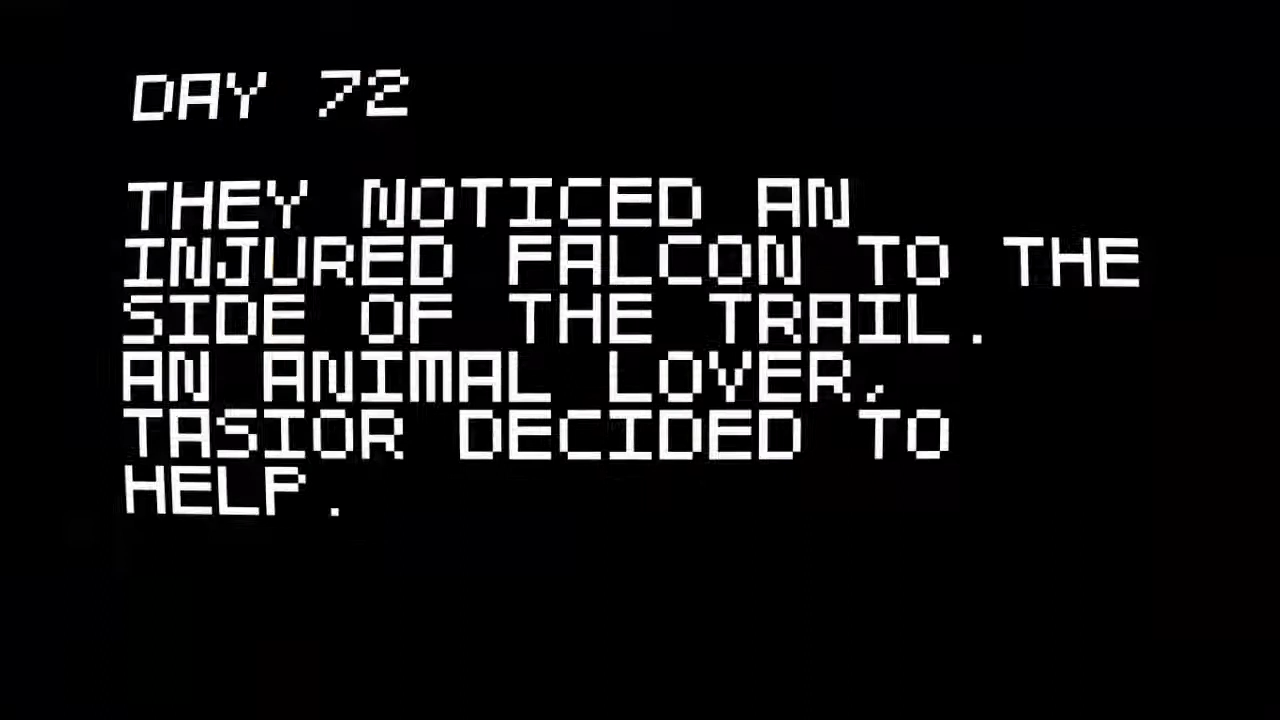 DAY 72
THEY NOTICED AN
INJURED FALCON TO THE
SIDE OF THE TRAIL.
AN ANIMAL LOVER,
TASIOR DECIDED TO
HELP.